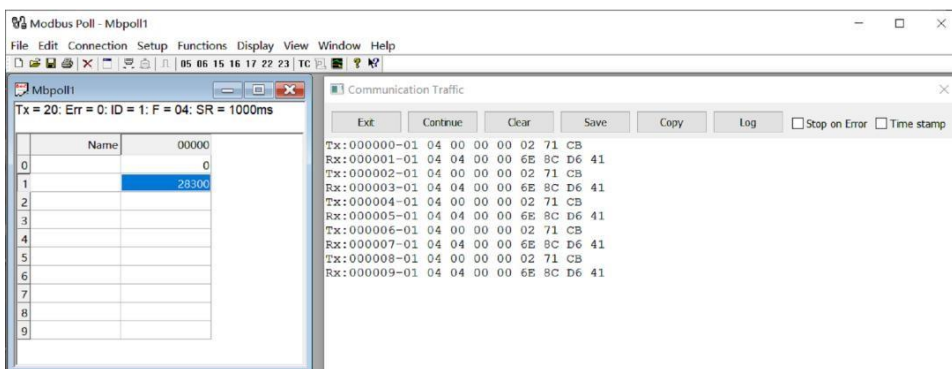 Modbus Poll - Mbpoll1
File Edit Connection Setup Functions Display View Window Help
05 06 15 16 17 22 23 TC
Mbpoll1
Tx = 20: Err = 0: ID = 1: F = 04: SR = 1000ms
Name 00000
0 0
1 28300
2
3
4
5
6
7
8
9
Communication Traffic
Exit Continue Clear Save Copy Log Stop on Error Time stamp
Tx:000000-01 04 00 00 00 02 71 CB
Rx:000001-01 04 04 00 00 6E 8C D6 41
Tx:000002-01 04 00 00 00 02 71 CB
Rx:000003-01 04 04 00 00 6E 8C D6 41
Tx:000004-01 04 00 00 00 02 71 CB
Rx:000005-01 04 04 00 00 6E 8C D6 41
Tx:000006-01 04 00 00 00 02 71 CB
Rx:000007-01 04 04 00 00 6E 8C D6 41
Tx:000008-01 04 00 00 00 02 71 CB
Rx:000009-01 04 04 00 00 6E 8C D6 41